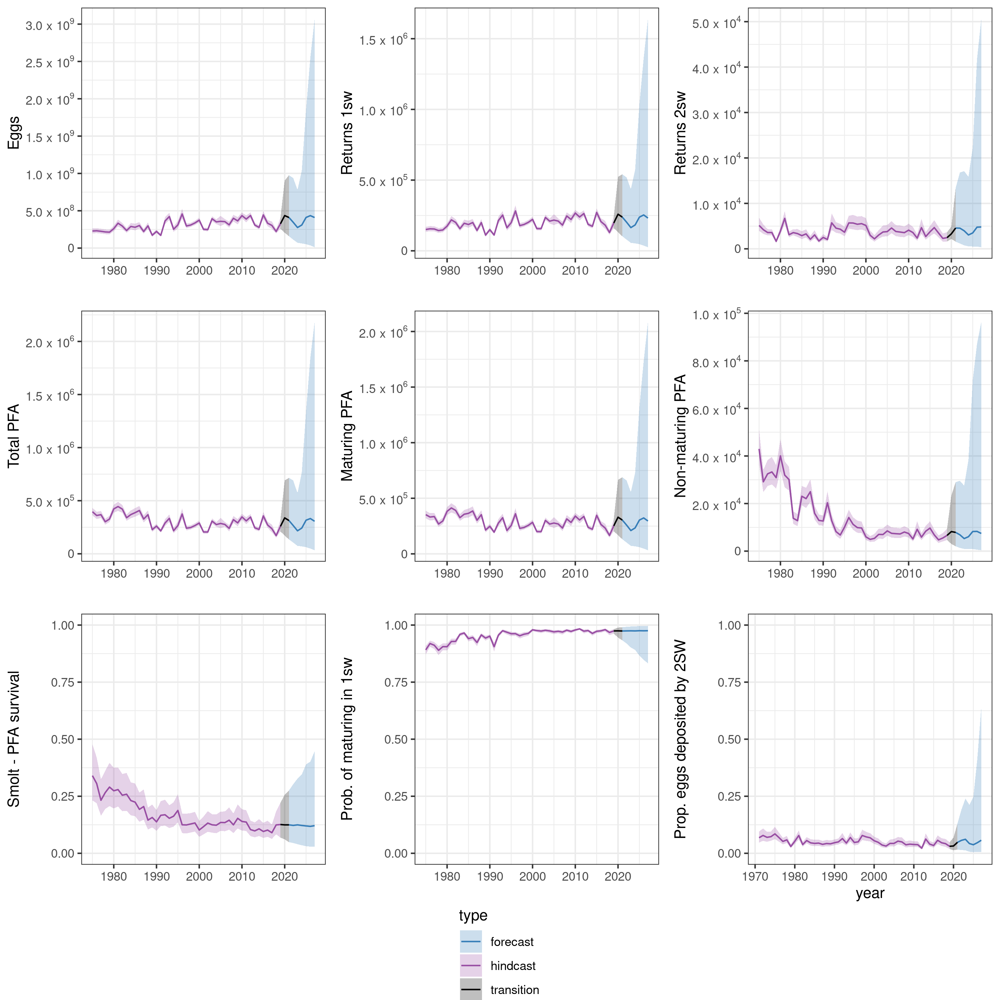 Eggs
3.0 x 10⁹
2.5 x 10⁹
2.0 x 10⁹
1.5 x 10⁹
1.0 x 10⁹
5.0 x 10⁸
0
1980 1990 2000 2010 2020
Returns 1sw
1.5 x 10⁶
1.0 x 10⁶
5.0 x 10⁵
0
1980 1990 2000 2010 2020
Returns 2sw
5.0 x 10⁴
4.0 x 10⁴
3.0 x 10⁴
2.0 x 10⁴
1.0 x 10⁴
0
1980 1990 2000 2010 2020
Total PFA
2.0 x 10⁶
1.5 x 10⁶
1.0 x 10⁶
5.0 x 10⁵
0
1980 1990 2000 2010 2020
Maturing PFA
2.0 x 10⁶
1.5 x 10⁶
1.0 x 10⁶
5.0 x 10⁵
0
1980 1990 2000 2010 2020
Non-maturing PFA
1.0 x 10⁵
8.0 x 10⁴
6.0 x 10⁴
4.0 x 10⁴
2.0 x 10⁴
0
1980 1990 2000 2010 2020
Smolt - PFA survival
1.00
0.75
0.50
0.25
0.00
1980 1990 2000 2010 2020
Prob. of maturing in 1sw
1.00
0.75
0.50
0.25
0.00
1980 1990 2000 2010 2020
Prop. eggs deposited by 2SW
1.00
0.75
0.50
0.25
0.00
1970 1980 1990 2000 2010 2020
year
type
forecast
hindcast
transition